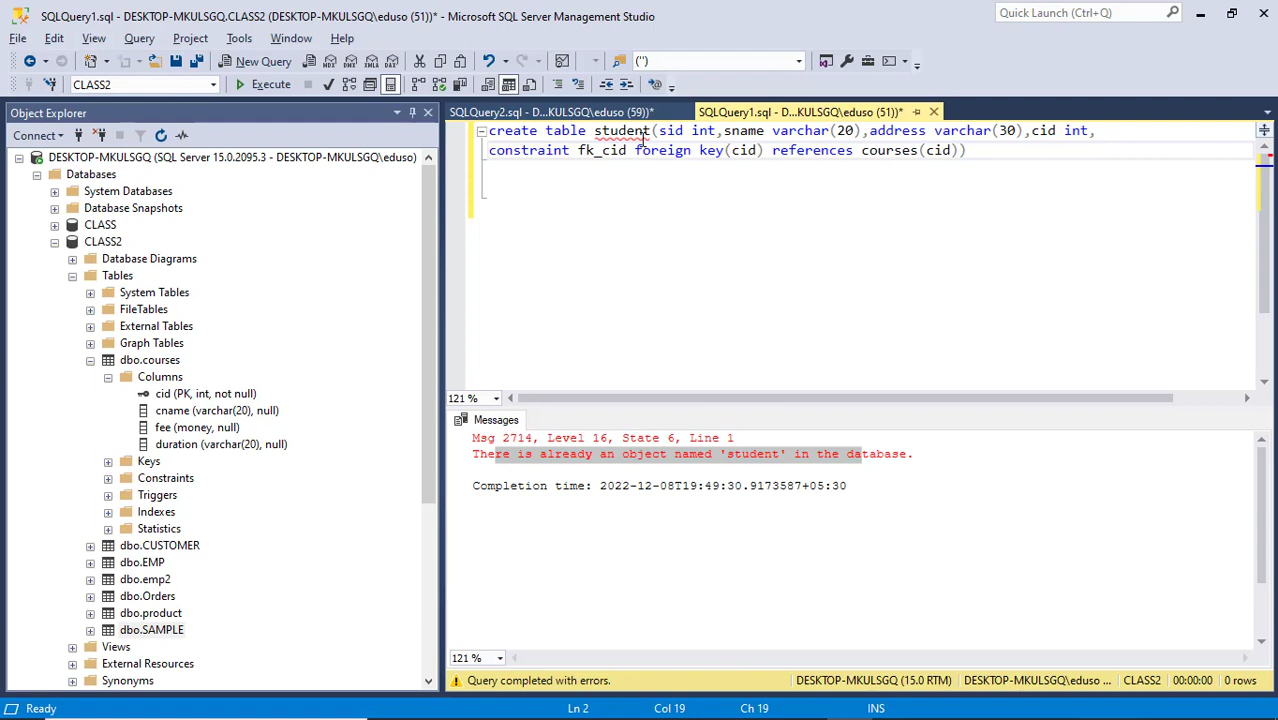 SQLQuery1.sql - DESKTOP-MKULSGQ.CLASS2 (DESKTOP-MKULSGQ\eduso (51))* - Microsoft SQL Server Management Studio
Quick Launch (Ctrl+Q)
File Edit View Query Project Tools Window Help
New Query MDX DMX XMLA DAX ('')
CLASS2 Execute
Object Explorer
SQLQuery2.sql - D...KULSGQ\eduso (59))*
SQLQuery1.sql - D...KULSGQ\eduso (51))*
Connect
DESKTOP-MKULSGQ (SQL Server 15.0.2095.3 - DESKTOP-MKULSGQ\eduso)
Databases
System Databases
Database Snapshots
CLASS
CLASS2
Database Diagrams
Tables
System Tables
FileTables
External Tables
Graph Tables
dbo.courses
Columns
cid (PK, int, not null)
cname (varchar(20), null)
fee (money, null)
duration (varchar(20), null)
Keys
Constraints
Triggers
Indexes
Statistics
dbo.CUSTOMER
dbo.EMP
dbo.emp2
dbo.Orders
dbo.product
dbo.SAMPLE
Views
External Resources
Synonyms
create table student(sid int,sname varchar(20),address varchar(30),cid int,
constraint fk_cid foreign key(cid) references courses(cid))
121 %
Messages
Msg 2714, Level 16, State 6, Line 1
There is already an object named 'student' in the database.
Completion time: 2022-12-08T19:49:30.9173587+05:30
121 %
Query completed with errors. DESKTOP-MKULSGQ (15.0 RTM) DESKTOP-MKULSGQ\eduso ... CLASS2 00:00:00 0 rows
Ready Ln 2 Col 19 Ch 19 INS